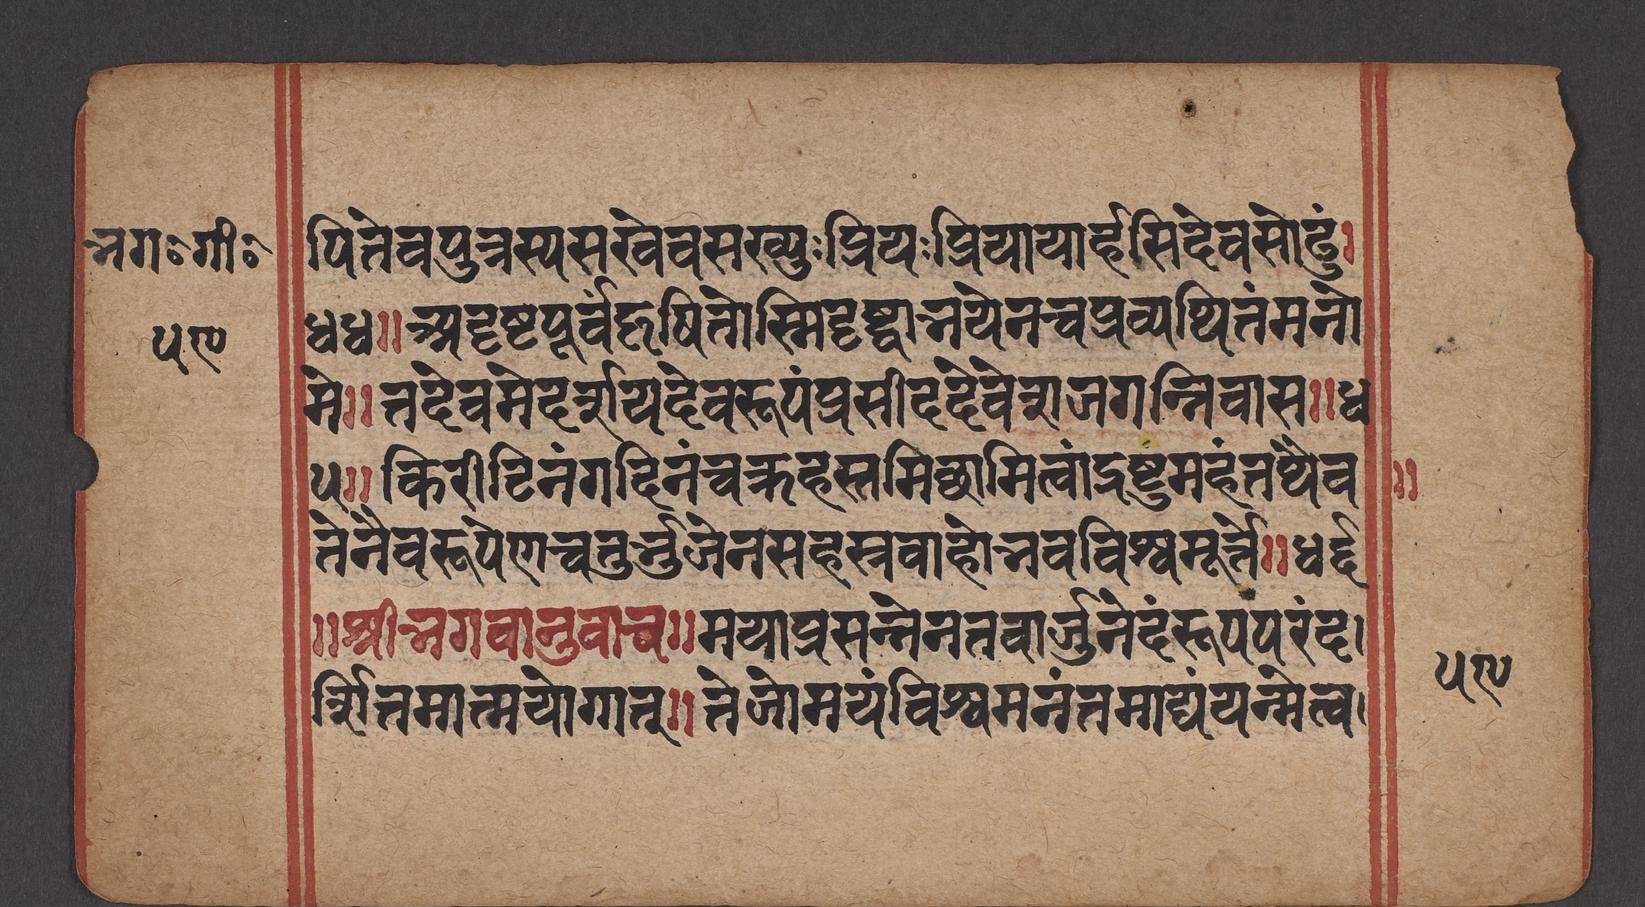 भग॰गी॰
५९
पितेवपुत्रस्यसखेवसख्युःप्रियःप्रियायार्हसिदेवसोढुं।
४४॥अदृष्टपूर्वंहृषितोस्मिदृष्ट्वाभयेनचप्रव्यथितंमनो
मे॥तदेवमेदर्शयदेवरूपंप्रसीददेवेशजगन्निवास॥४
५॥किरीटिनंगदिनंचक्रहस्तमिच्छामित्वांद्रष्टुमहंतथैव॥
तेनैवरूपेणचतुर्भुजेनसहस्रबाहोभवविश्वमूर्त्ते॥४६
॥श्रीभगवानुवाच॥मयाप्रसन्नेनतवार्जुनेदंरूपपरंद।
र्शितमात्मयोगात्॥तेजोमयंविश्वमनंतमाद्यंयन्मेत्व।
५९